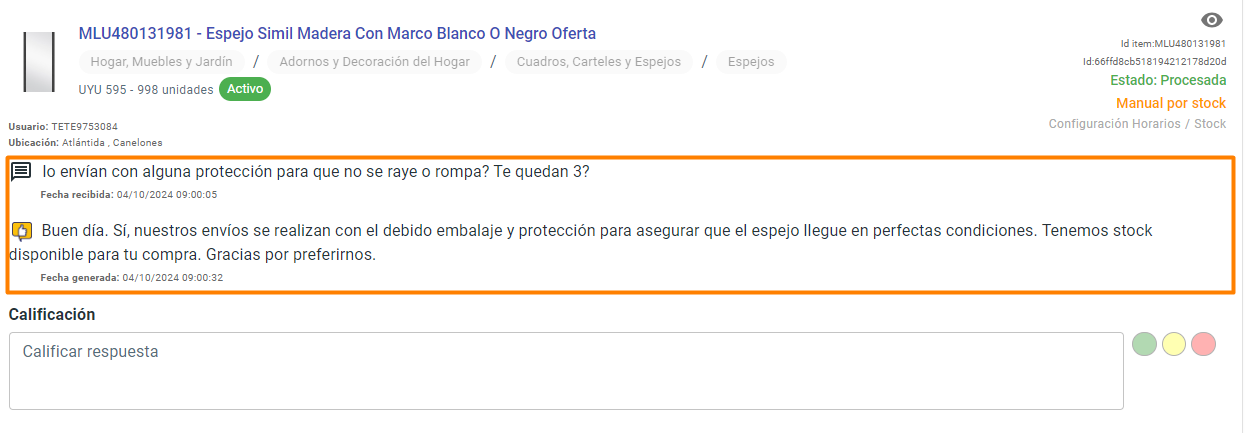 MLU480131981 - Espejo Simil Madera Con Marco Blanco O Negro Oferta
Hogar, Muebles y Jardín / Adornos y Decoración del Hogar / Cuadros, Carteles y Espejos / Espejos
UYU 595 - 998 unidades Activo
Id item:MLU480131981
Id:66ffd8cb518194212178d20d
Estado: Procesada
Manual por stock
Configuración Horarios / Stock
Usuario: TETE9753084
Ubicación: Atlántida , Canelones
lo envían con alguna protección para que no se raye o rompa? Te quedan 3?
Fecha recibida: 04/10/2024 09:00:05
Buen día. Sí, nuestros envíos se realizan con el debido embalaje y protección para asegurar que el espejo llegue en perfectas condiciones. Tenemos stock
disponible para tu compra. Gracias por preferirnos.
Fecha generada: 04/10/2024 09:00:32
Calificación
Calificar respuesta